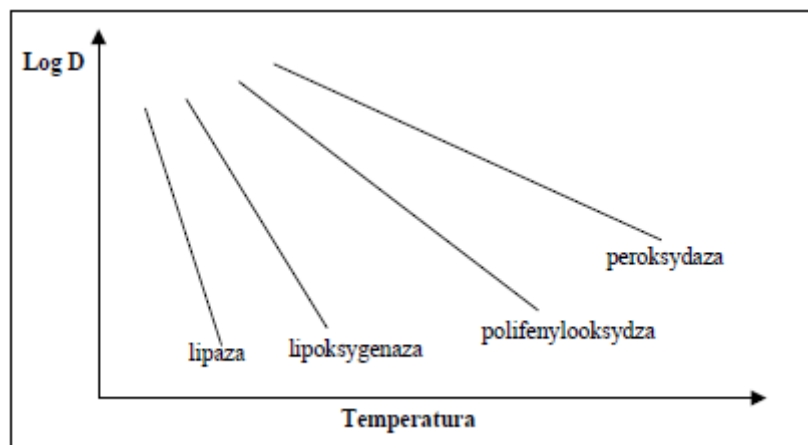 Log D
peroksydaza
polifenylooksydza
lipoksygenaza
lipaza
Temperatura